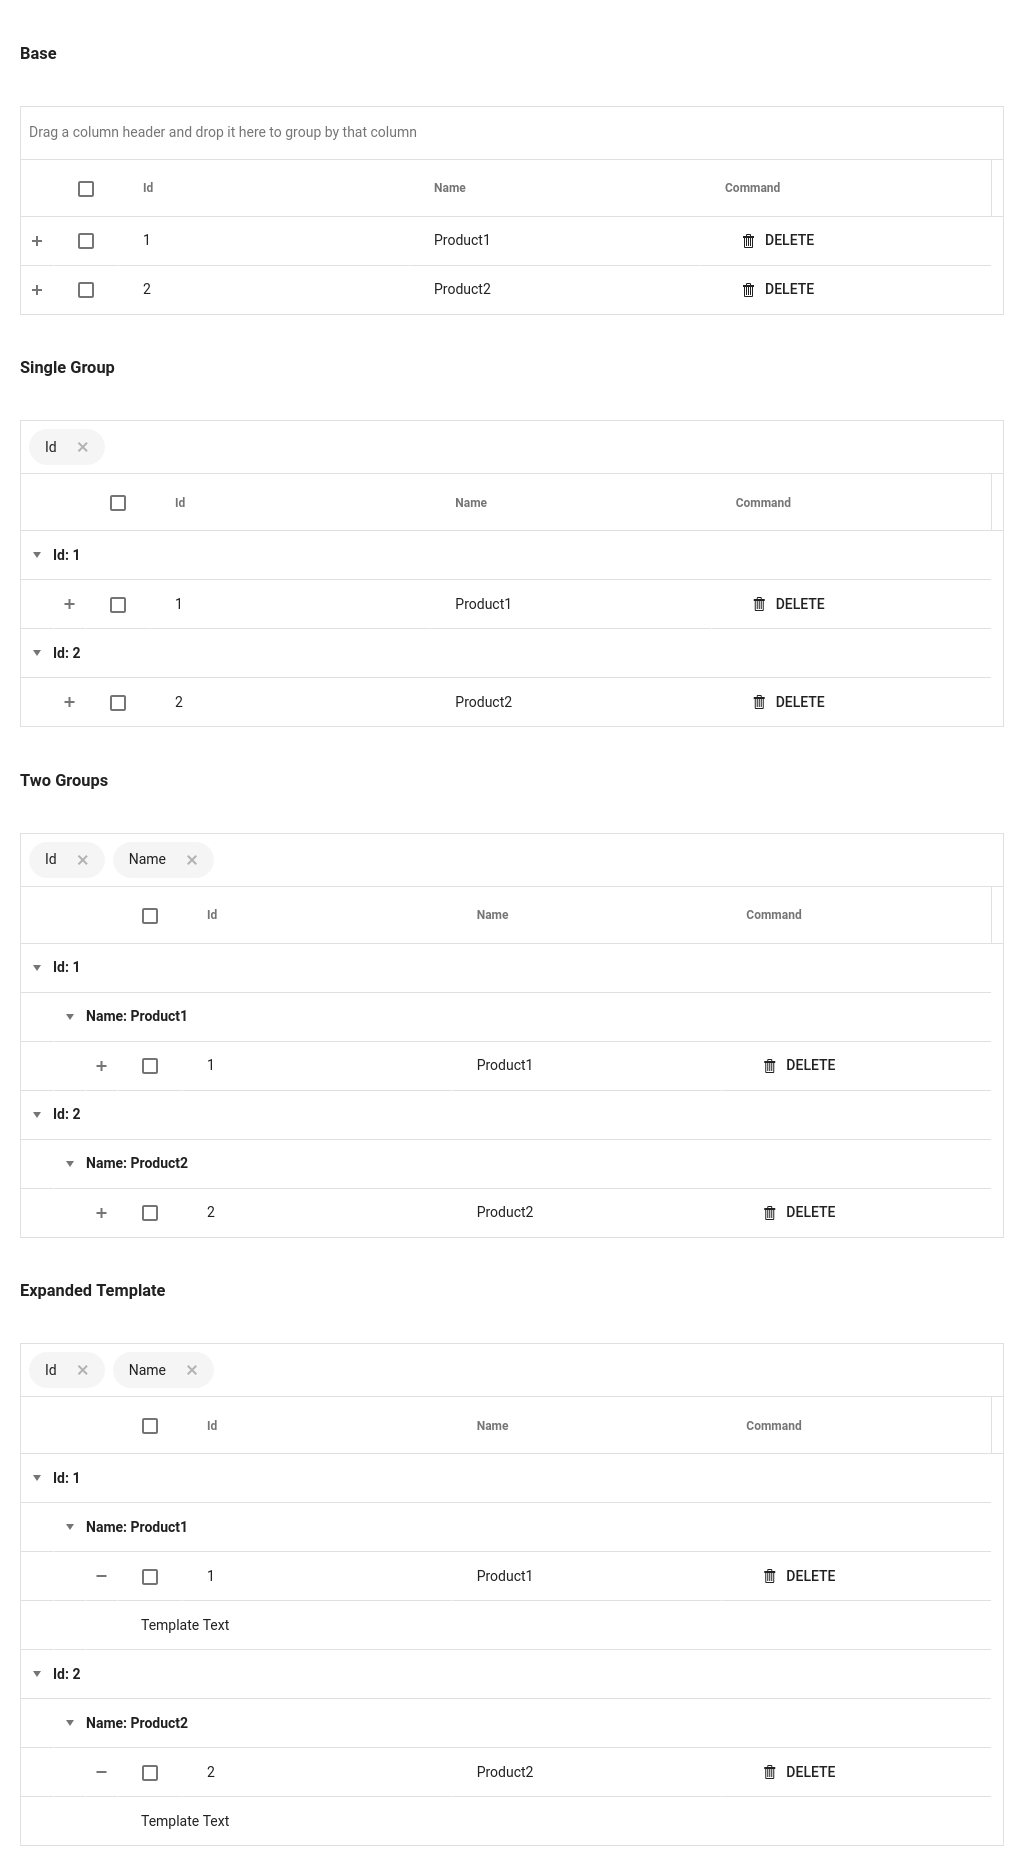 Base
Drag a column header and drop it here to group by that column
Id Name Command
1 Product1 DELETE
2 Product2 DELETE
Single Group
Id
Id Name Command
Id: 1
1 Product1 DELETE
Id: 2
2 Product2 DELETE
Two Groups
Id Name
Id Name Command
Id: 1
Name: Product1
1 Product1 DELETE
Id: 2
Name: Product2
2 Product2 DELETE
Expanded Template
Id Name
Id Name Command
Id: 1
Name: Product1
1 Product1 DELETE
Template Text
Id: 2
Name: Product2
2 Product2 DELETE
Template Text